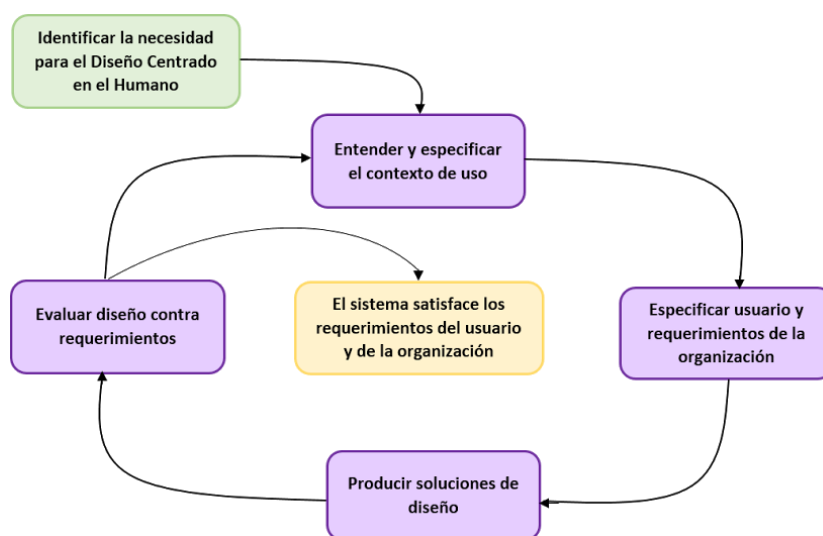 Identificar la necesidad
para el Diseño Centrado
en el Humano
Entender y especificar
el contexto de uso
Evaluar diseño contra
requerimientos
El sistema satisface los
requerimientos del usuario
y de la organización
Especificar usuario y
requerimientos de la
organización
Producir soluciones de
diseño